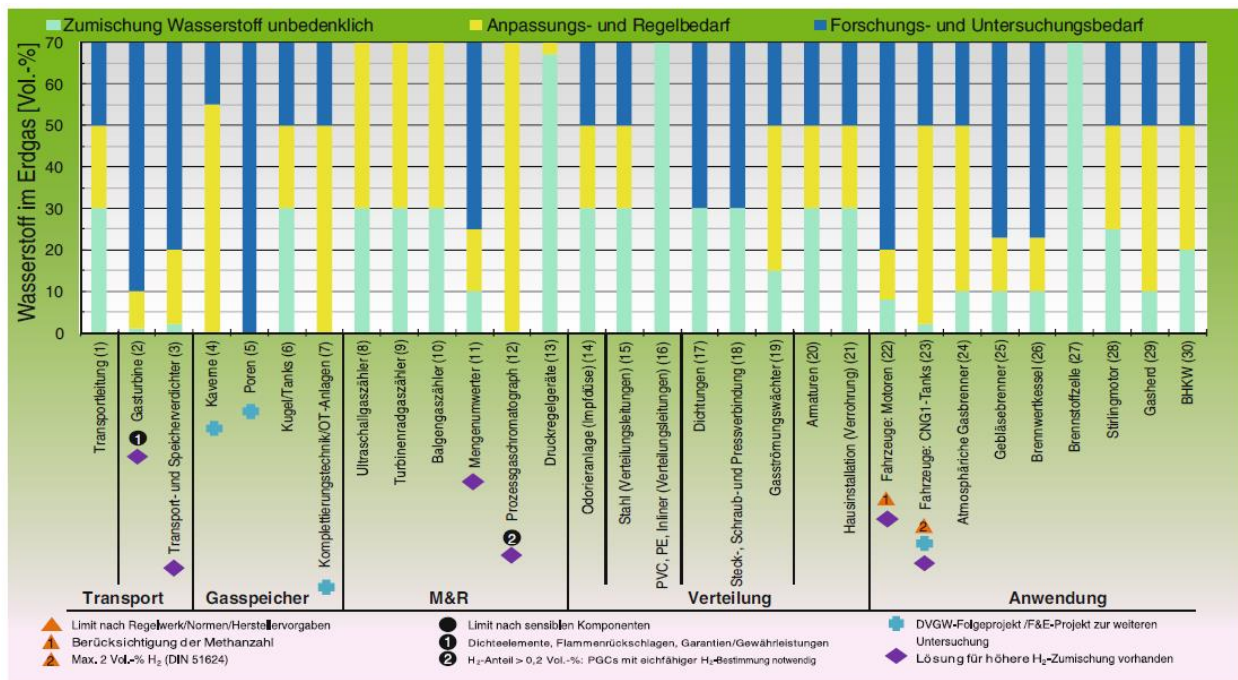 Zumischung Wasserstoff unbedenklich
Anpassungs- und Regelbedarf
Forschungs- und Untersuchungsbedarf
Wasserstoff im Erdgas [Vol.-%]
70
60
50
40
30
20
10
0
Transportleitung (1)
Gasturbine (2)
1
Transport- und Speicherverdichter (3)
Kaverne (4)
Poren (5)
Kugel/Tanks (6)
Komplettierungstechnik/OT-Anlagen (7)
Ultraschallgaszähler (8)
Turbinenradgaszähler (9)
Balgengaszähler (10)
Mengenumwerter (11)
Prozessgaschromatograph (12)
2
Druckregelgeräte (13)
Odorieranlage (Impfdüse) (14)
Stahl (Verteilungsleitungen) (15)
PVC, PE, Inliner (Verteilungsleitungen) (16)
Dichtungen (17)
Steck-, Schraub- und Pressverbindung (18)
Gasströmungswächter (19)
Armaturen (20)
Hausinstallation (Verrohrung) (21)
Fahrzeuge: Motoren (22)
1
Fahrzeuge: CNG1-Tanks (23)
2
Atmosphäriche Gasbrenner (24)
Gebläsebrenner (25)
Brennwertkessel (26)
Brennstoffzelle (27)
Stirlingmotor (28)
Gasherd (29)
BHKW (30)
Transport
Gasspeicher
M&R
Verteilung
Anwendung
Limit nach Regelwerk/Normen/Herstellervorgaben
1 Berücksichtigung der Methanzahl
2 Max. 2 Vol.-% H₂ (DIN 51624)
Limit nach sensiblen Komponenten
1 Dichteelemente, Flammenrückschlagen, Garantien/Gewährleistungen
2 H₂-Anteil > 0,2 Vol.-%: PGCs mit eichfähiger H₂-Bestimmung notwendig
DVGW-Folgeprojekt /F&E-Projekt zur weiteren
Untersuchung
Lösung für höhere H₂-Zumischung vorhanden